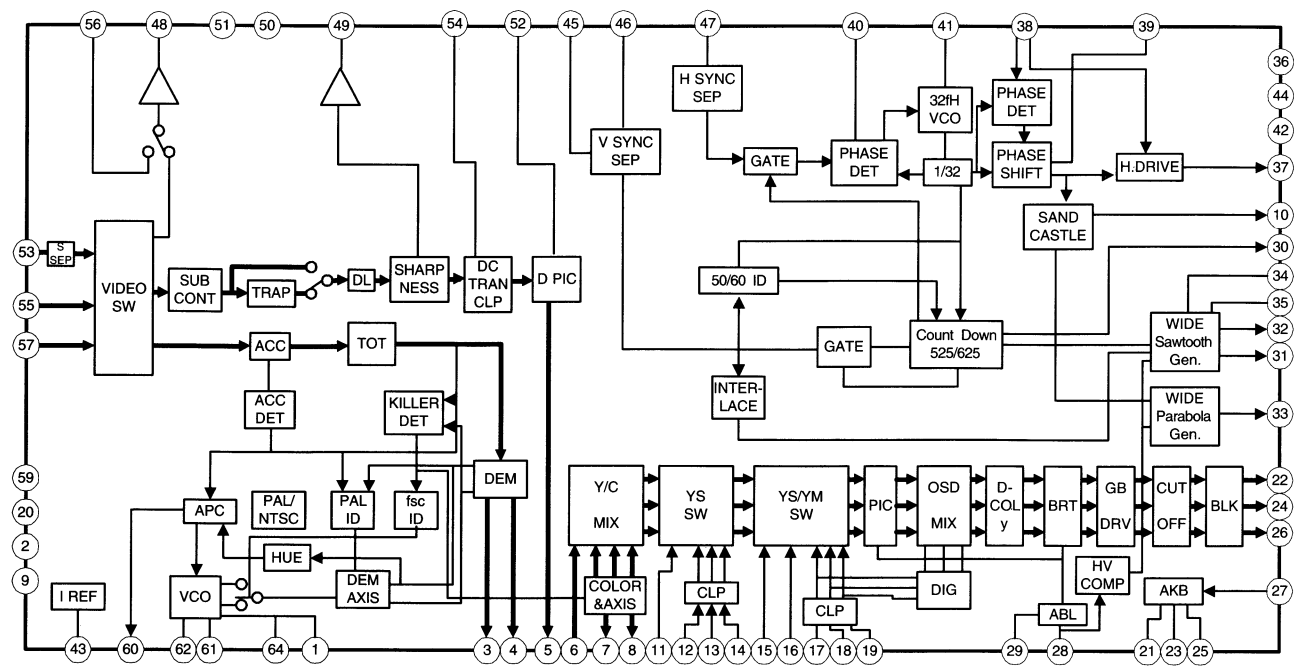 56 48 51 50 49 54 52 45 46 47 40 41 38 39
36
44
42
37
10
30
34
35
32
31
33
22
24
26
27
53
55
57
59
20
2
9
H SYNC
SEP
V SYNC
SEP
GATE
PHASE
DET
32fH
VCO
1/32
PHASE
DET
PHASE
SHIFT
H.DRIVE
SAND
CASTLE
S
SEP
VIDEO
SW
SUB
CONT
TRAP
DL
SHARP
NESS
DC
TRAN
CLP
D PIC
50/60 ID
GATE
Count Down
525/625
INTER-
LACE
WIDE
Sawtooth
Gen.
WIDE
Parabola
Gen.
ACC
TOT
ACC
DET
KILLER
DET
DEM
APC
PAL/
NTSC
PAL
ID
fsc
ID
HUE
VCO
DEM
AXIS
I REF
Y/C
MIX
YS
SW
YS/YM
SW
PIC
OSD
MIX
D-
COL
y
BRT
GB
DRV
CUT
OFF
BLK
COLOR
&AXIS
CLP
CLP
DIG
HV
COMP
ABL
AKB
43 60 62 61 64 1 3 4 5 6 7 8 11 12 13 14 15 16 17 18 19 29 28 21 23 25